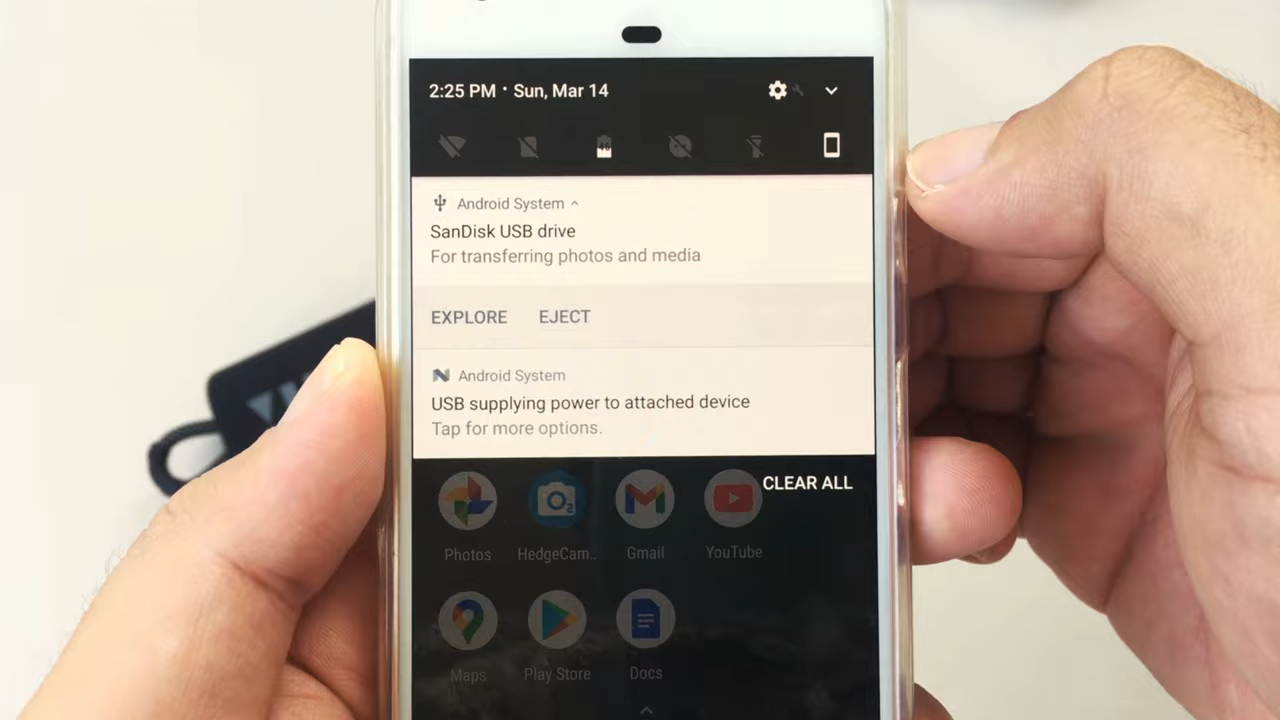 2:25 PM • Sun, Mar 14
Android System
SanDisk USB drive
For transferring photos and media
EXPLORE EJECT
Android System
USB supplying power to attached device
Tap for more options.
CLEAR ALL
Photos HedgeCam.. Gmail YouTube
Maps Play Store Docs